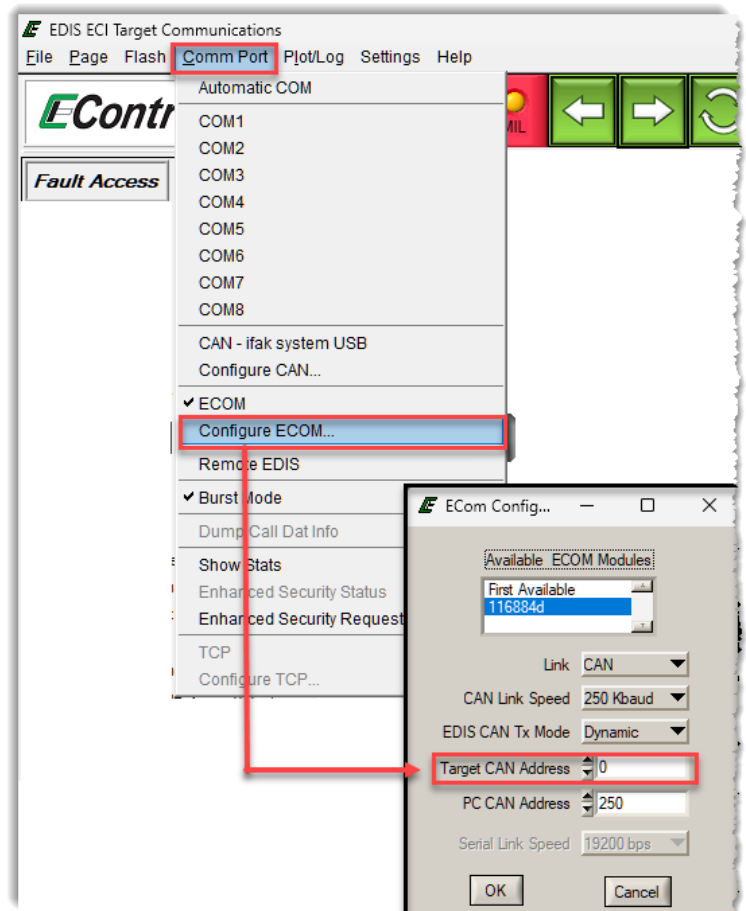 EDIS ECI Target Communications
File Page Flash Comm Port Plot/Log Settings Help
EContr
MIL
Fault Access
Automatic COM
COM1
COM2
COM3
COM4
COM5
COM6
COM7
COM8
CAN - ifak system USB
Configure CAN...
ECOM
Configure ECOM...
Remote EDIS
Burst Mode
Dump Call Dat Info
Show Stats
Enhanced Security Status
Enhanced Security Request
TCP
Configure TCP...
ECom Config...
Available ECOM Modules
First Available
116884d
Link CAN
CAN Link Speed 250 Kbaud
EDIS CAN Tx Mode Dynamic
Target CAN Address 0
PC CAN Address 250
Serial Link Speed 19200 bps
OK Cancel